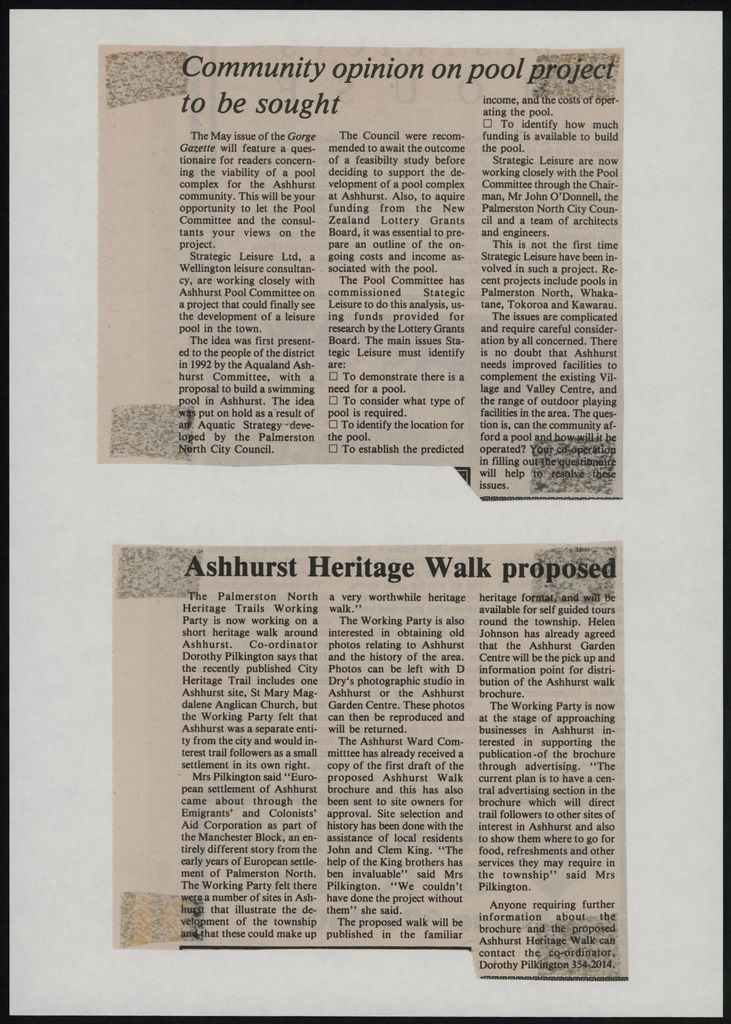 Community opinion on pool project
to be sought
The May issue of the Gorge
Gazette will feature a ques-
tionaire for readers concern-
ing the viability of a pool
complex for the Ashhurst
community. This will be your
opportunity to let the Pool
Committee and the consul-
tants your views on the
project.
Strategic Leisure Ltd, a
Wellington leisure consultan-
cy, are working closely with
Ashhurst Pool Committee on
a project that could finally see
the development of a leisure
pool in the town.
The idea was first present-
ed to the people of the district
in 1992 by the Aqualand Ash-
hurst Committee, with a
proposal to build a swimming
pool in Ashhurst. The idea
was put on hold as a result of
an Aquatic Strategy deve-
loped by the Palmerston
North City Council.
The Council were recom-
mended to await the outcome
of a feasibilty study before
deciding to support the de-
velopment of a pool complex
at Ashhurst. Also, to aquire
funding from the New
Zealand Lottery Grants
Board, it was essential to pre-
pare an outline of the on-
going costs and income as-
sociated with the pool.
The Pool Committee has
commissioned Stategic
Leisure to do this analysis, us-
ing funds provided for
research by the Lottery Grants
Board. The main issues Sta-
tegic Leisure must identify
are:
☐ To demonstrate there is a
need for a pool.
☐ To consider what type of
pool is required.
☐ To identify the location for
the pool.
☐ To establish the predicted
income, and the costs of oper-
ating the pool.
☐ To identify how much
funding is available to build
the pool.
Strategic Leisure are now
working closely with the Pool
Committee through the Chair-
man, Mr John O'Donnell, the
Palmerston North City Coun-
cil and a team of architects
and engineers.
This is not the first time
Strategic Leisure have been in-
volved in such a project. Re-
cent projects include pools in
Palmerston North, Whaka-
tane, Tokoroa and Kawarau.
The issues are complicated
and require careful consider-
ation by all concerned. There
is no doubt that Ashhurst
needs improved facilities to
complement the existing Vil-
lage and Valley Centre, and
the range of outdoor playing
facilities in the area. The ques-
tion is, can the community af-
ford a pool and how will it be
operated? Your co-operation
in filling out the questionaire
will help to resolve these
issues.
Ashhurst Heritage Walk proposed
The Palmerston North
Heritage Trails Working
Party is now working on a
short heritage walk around
Ashhurst. Co-ordinator
Dorothy Pilkington says that
the recently published City
Heritage Trail includes one
Ashhurst site, St Mary Mag-
dalene Anglican Church, but
the Working Party felt that
Ashhurst was a separate enti-
ty from the city and would in-
terest trail followers as a small
settlement in its own right.
Mrs Pilkington said "Euro-
pean settlement of Ashhurst
came about through the
Emigrants' and Colonists'
Aid Corporation as part of
the Manchester Block, an en-
tirely different story from the
early years of European settle-
ment of Palmerston North.
The Working Party felt there
were a number of sites in Ash-
hurst that illustrate the de-
velopment of the township
and that these could make up
a very worthwhile heritage
walk."
The Working Party is also
interested in obtaining old
photos relating to Ashhurst
and the history of the area.
Photos can be left with D
Dry's photographic studio in
Ashhurst or the Ashhurst
Garden Centre. These photos
can then be reproduced and
will be returned.
The Ashhurst Ward Com-
mitttee has already received a
copy of the first draft of the
proposed Ashhurst Walk
brochure and this has also
been sent to site owners for
approval. Site selection and
history has been done with the
assistance of local residents
John and Clem King. "The
help of the King brothers has
ben invaluable" said Mrs
Pilkington. "We couldn't
have done the project without
them" she said.
The proposed walk will be
published in the familiar
heritage format, and will be
available for self guided tours
round the township. Helen
Johnson has already agreed
that the Ashhurst Garden
Centre will be the pick up and
information point for distri-
bution of the Ashhurst walk
brochure.
The Working Party is now
at the stage of approaching
businesses in Ashhurst in-
terested in supporting the
publication of the brochure
through advertising. "The
current plan is to have a cen-
tral advertising section in the
brochure which will direct
trail followers to other sites of
interest in Ashhurst and also
to show them where to go for
food, refreshments and other
services they may require in
the township" said Mrs
Pilkington.
Anyone requiring further
information about the
brochure and the proposed
Ashhurst Heritage Walk can
contact the co-ordinator,
Dorothy Pilkington 354-2014.